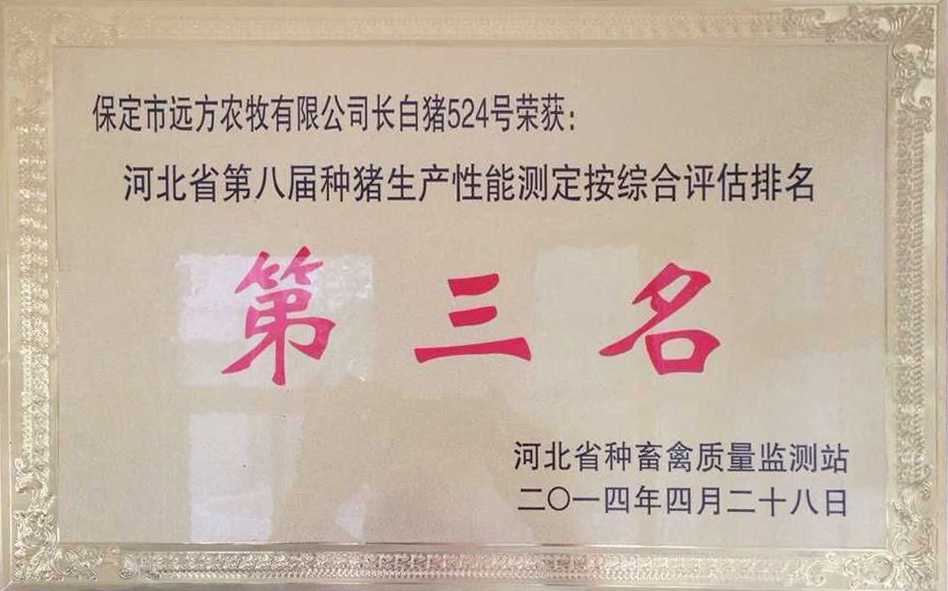 保定市远方农牧有限公司长白猪524号荣获：
河北省第八届种猪生产性能测定按综合评估排名
第三名
河北省种畜禽质量监测站
二〇一四年四月二十八日